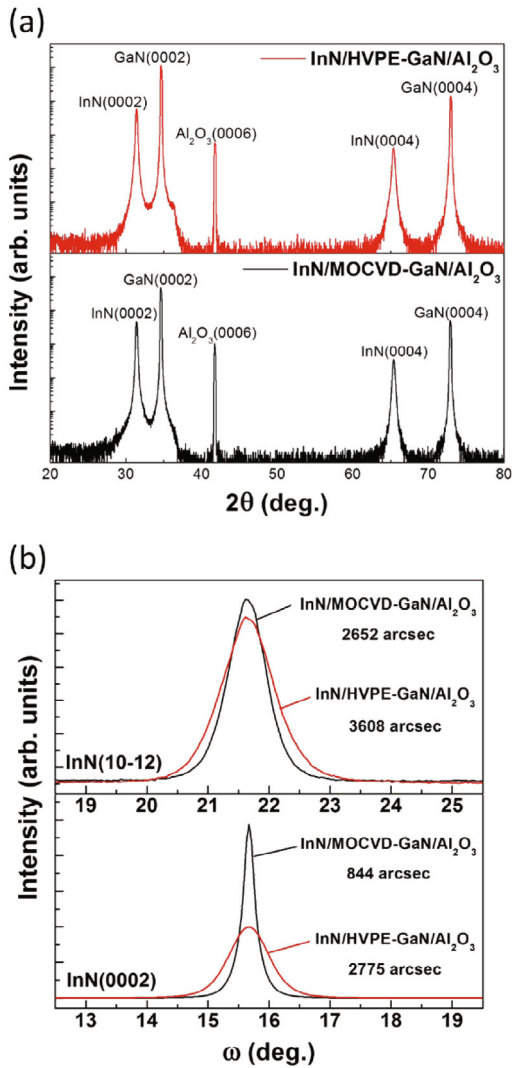 (a)
InN/HVPE-GaN/Al₂O₃
GaN(0002)
GaN(0004)
InN(0002)
Al₂O₃(0006)
InN(0004)
InN/MOCVD-GaN/Al₂O₃
GaN(0002)
GaN(0004)
InN(0002)
Al₂O₃(0006)
InN(0004)
Intensity (arb. units)
20 30 40 50 60 70 80
2θ (deg.)
(b)
InN/MOCVD-GaN/Al₂O₃
2652 arcsec
InN/HVPE-GaN/Al₂O₃
3608 arcsec
InN(10-12)
19 20 21 22 23 24 25
InN/MOCVD-GaN/Al₂O₃
844 arcsec
InN/HVPE-GaN/Al₂O₃
2775 arcsec
InN(0002)
Intensity (arb. units)
13 14 15 16 17 18 19
ω (deg.)